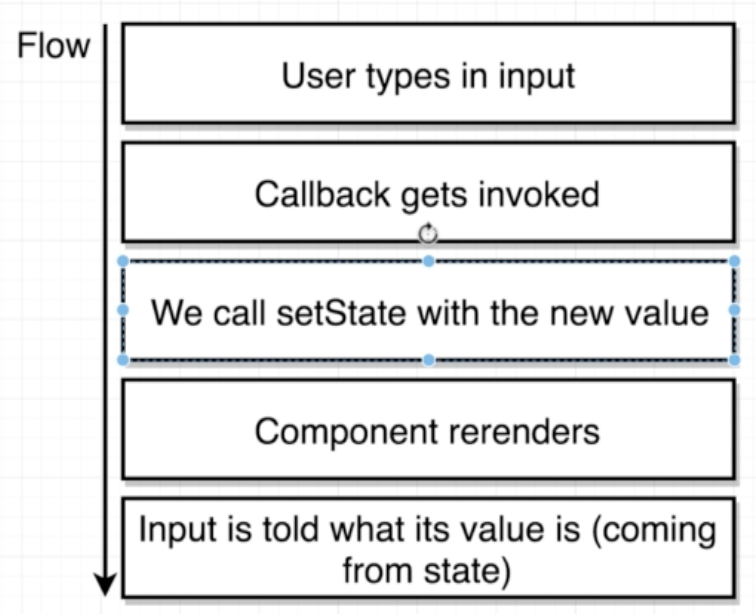 Flow
User types in input
Callback gets invoked
We call setState with the new value
Component rerenders
Input is told what its value is (coming
from state)